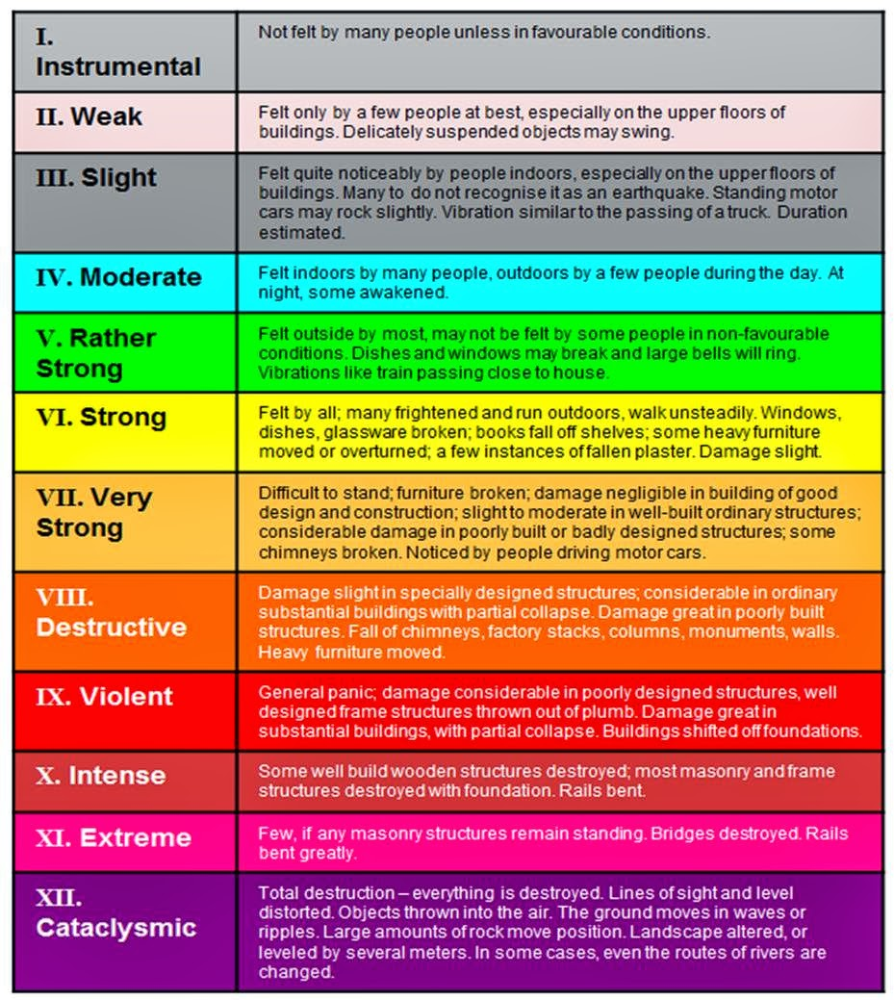 I.
Instrumental
Not felt by many people unless in favourable conditions.
II. Weak
Felt only by a few people at best, especially on the upper floors of
buildings. Delicately suspended objects may swing.
III. Slight
Felt quite noticeably by people indoors, especially on the upper floors of
buildings. Many to do not recognise it as an earthquake. Standing motor
cars may rock slightly. Vibration similar to the passing of a truck. Duration
estimated.
IV. Moderate
Felt indoors by many people, outdoors by a few people during the day. At
night, some awakened.
V. Rather
Strong
Felt outside by most, may not be felt by some people in non-favourable
conditions. Dishes and windows may break and large bells will ring.
Vibrations like train passing close to house.
VI. Strong
Felt by all; many frightened and run outdoors, walk unsteadily. Windows,
dishes, glassware broken; books fall off shelves; some heavy furniture
moved or overturned; a few instances of fallen plaster. Damage slight.
VII. Very
Strong
Difficult to stand; furniture broken; damage negligible in building of good
design and construction; slight to moderate in well-built ordinary structures;
considerable damage in poorly built or badly designed structures; some
chimneys broken. Noticed by people driving motor cars.
VIII.
Destructive
Damage slight in specially designed structures; considerable in ordinary
substantial buildings with partial collapse. Damage great in poorly built
structures. Fall of chimneys, factory stacks, columns, monuments, walls.
Heavy furniture moved.
IX. Violent
General panic; damage considerable in poorly designed structures, well
designed frame structures thrown out of plumb. Damage great in
substantial buildings, with partial collapse. Buildings shifted off foundations.
X. Intense
Some well build wooden structures destroyed; most masonry and frame
structures destroyed with foundation. Rails bent.
XI. Extreme
Few, if any masonry structures remain standing. Bridges destroyed. Rails
bent greatly.
XII.
Cataclysmic
Total destruction – everything is destroyed. Lines of sight and level
distorted. Objects thrown into the air. The ground moves in waves or
ripples. Large amounts of rock move position. Landscape altered, or
leveled by several meters. In some cases, even the routes of rivers are
changed.